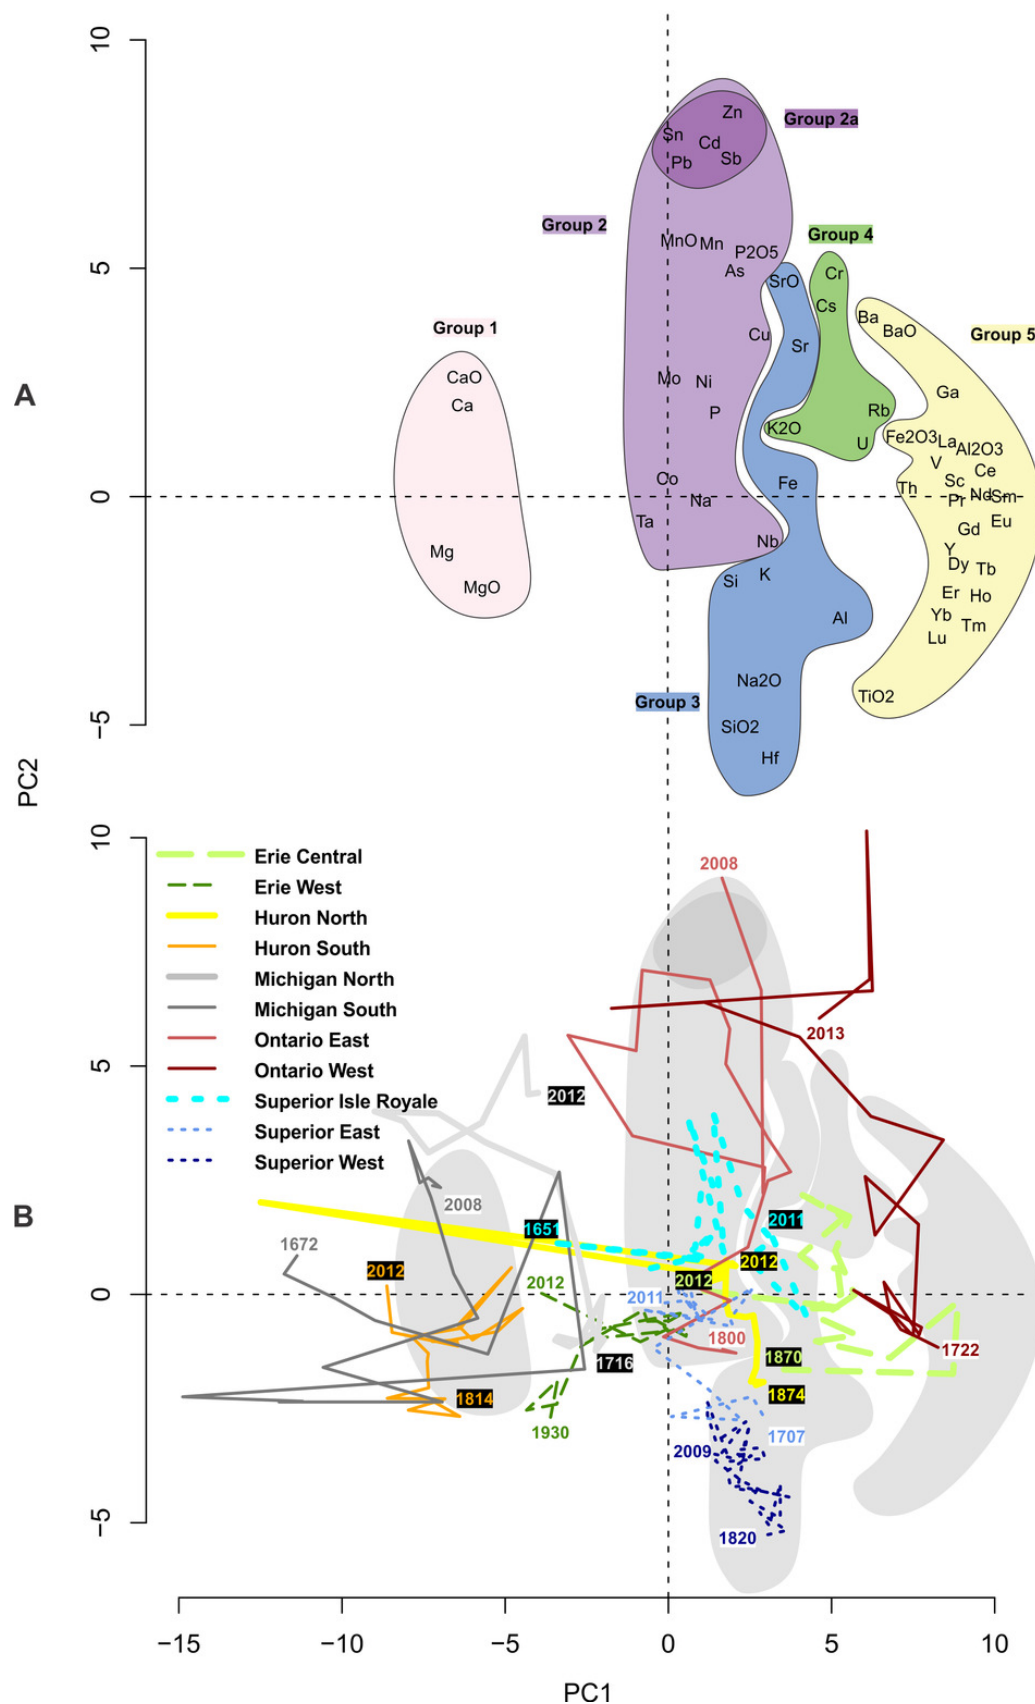 10
Zn
Group 2a
Sn
Cd
Pb
Sb
Group 2
Group 4
MnO
Mn
P2O5
5
As
SrO
Cr
Cs
Ba
BaO
Group 5
Group 1
Cu
Sr
A
CaO
Mo
Ni
Ga
Ca
P
Rb
K2O
U
Fe2O3
La
Al2O3
V
Ce
Co
Fe
Sc
Th
0
Na
Pr
Nd
Sm
Ta
Eu
Gd
Nb
Y
Mg
Dy
Tb
Si
K
MgO
Er
Ho
Al
Yb
Tm
Lu
Na2O
TiO2
Group 3
−5
SiO2
Hf
PC2
10
Erie Central
2008
Erie West
Huron North
Huron South
Michigan North
Michigan South
Ontario East
2013
Ontario West
5
2012
Superior Isle Royale
Superior East
Superior West
2008
B
1651
2011
1672
2012
2012
2012
2012
0
2011
1800
1722
1716
1870
1814
1874
1930
1707
2009
−5
1820
−15
−10
−5
0
5
10
PC1